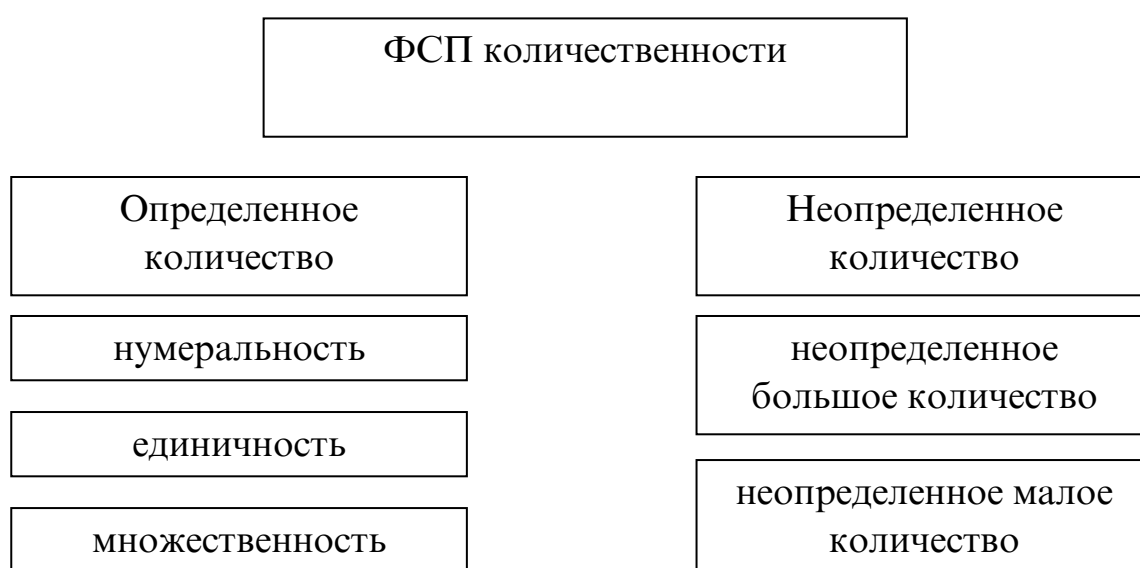 ФСП количественности
Определенное
количество
нумеральность
единичность
множественность
Неопределенное
количество
неопределенное
большое количество
неопределенное малое
количество